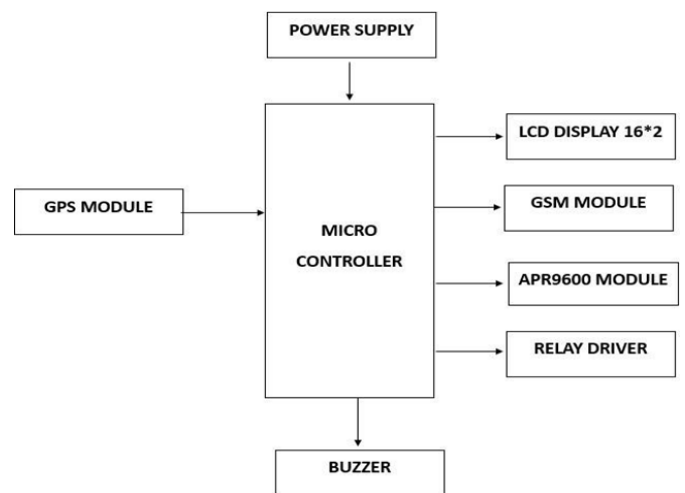 POWER SUPPLY
LCD DISPLAY 16*2
GPS MODULE
GSM MODULE
MICRO
CONTROLLER
APR9600 MODULE
RELAY DRIVER
BUZZER